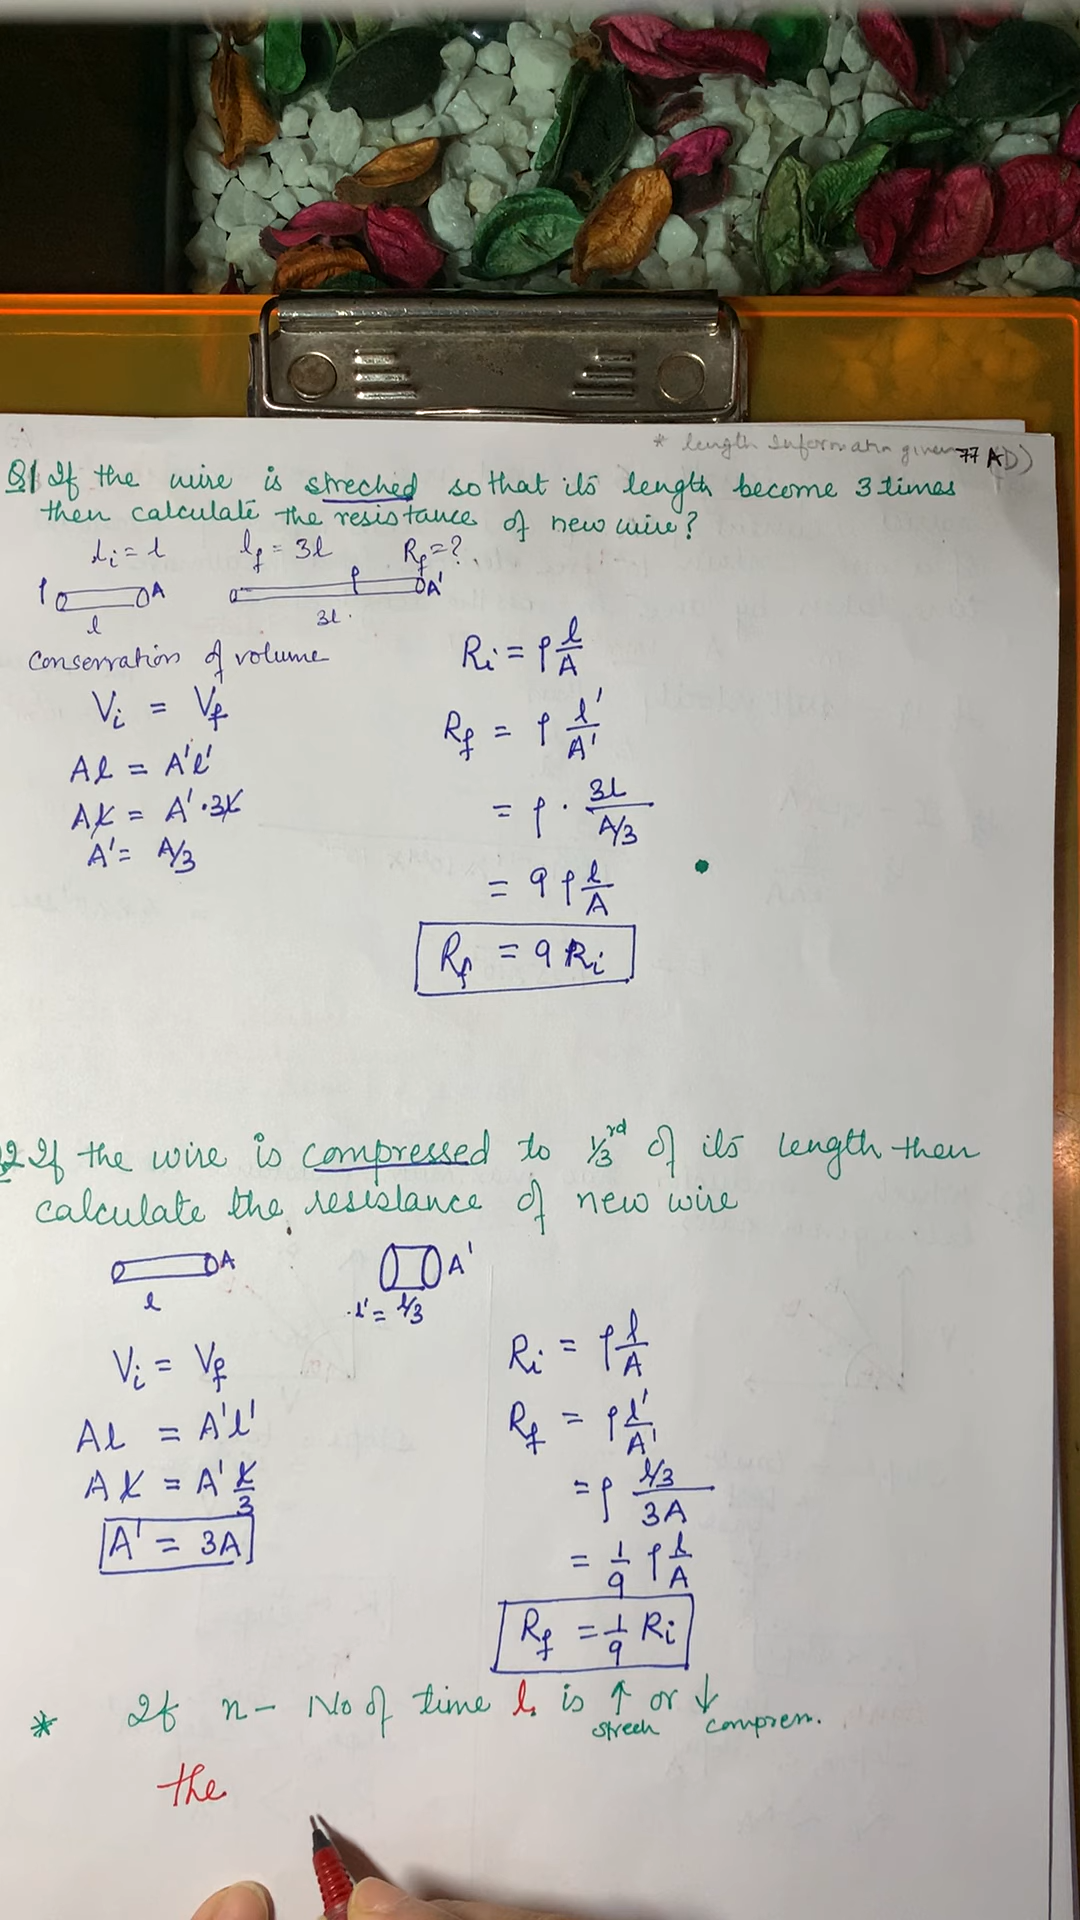 * length Informatn given 77 A D)
Q1 If the wire is streched so that its length become 3 times
then calculate the resistance of new wire?
li = l lf = 3l Rf = ?
ρ A ρ A'
l 3l.
Conservation of volume
Vi = Vf
Al = A'l'
Al = A'·3l
A' = A/3
Ri = ρ l/A
Rf = ρ l'/A'
= ρ · 3l/A/3
= 9 ρ l/A
Rf = 9 Ri
Q2 If the wire is compressed to 1/3rd of its length then
calculate the resistance of new wire
A A'
l l' = l/3
Vi = Vf
Al = A'l'
Al = A' l/3
A' = 3A
Ri = ρ l/A
Rf = ρ l'/A'
= ρ l/3/3A
= 1/9 ρ l/A
Rf = 1/9 Ri
* If n – No of time l is ↑ or ↓
strech comprem.
the